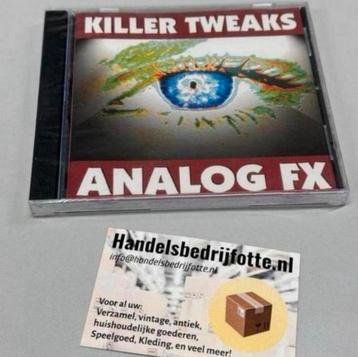 KILLER TWEAKS
ANALOG FX
Handelsbedrijfotte.nl
info@handelsbedrijfotte.nl
Voor al uw:
Verzamel, vintage, antiek,
huishoudelijke goederen,
Speelgoed, Kleding, en veel meer!